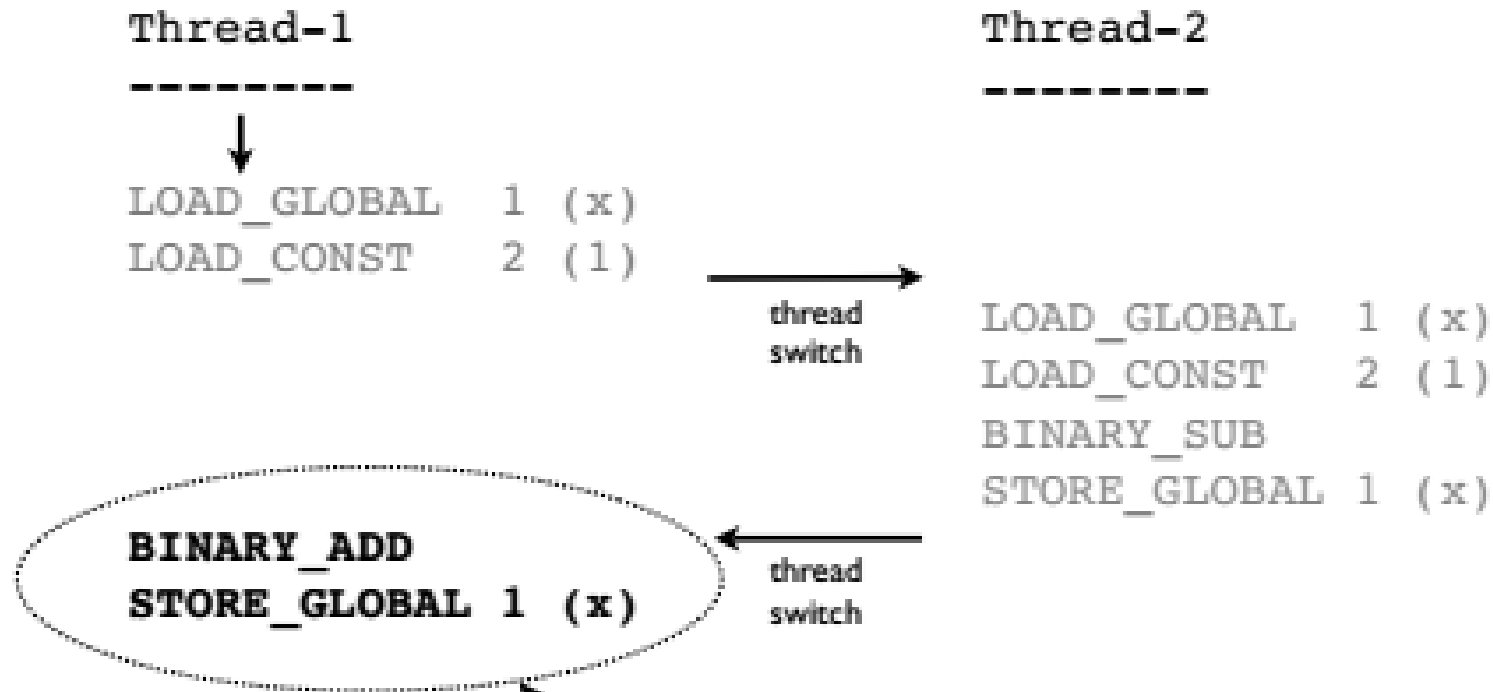 Thread-1
--------
LOAD_GLOBAL 1 (x)
LOAD_CONST 2 (1)
Thread-2
--------
thread
switch
LOAD_GLOBAL 1 (x)
LOAD_CONST 2 (1)
BINARY_SUB
STORE_GLOBAL 1 (x)
thread
switch
BINARY_ADD
STORE_GLOBAL 1 (x)